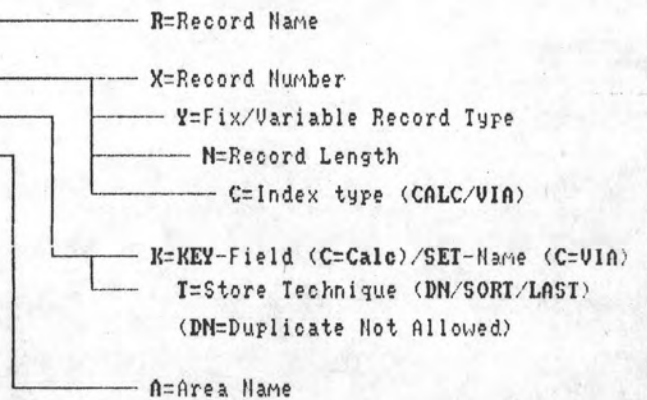 R=Record Name
X=Record Number
Y=Fix/Variable Record Type
N=Record Length
C=Index type (CALC/VIA)
K=KEY-Field (C=Calc)/SET-Name (C=VIA)
T=Store Technique (DN/SORT/LAST)
(DN=Duplicate Not Allowed)
A=Area Name